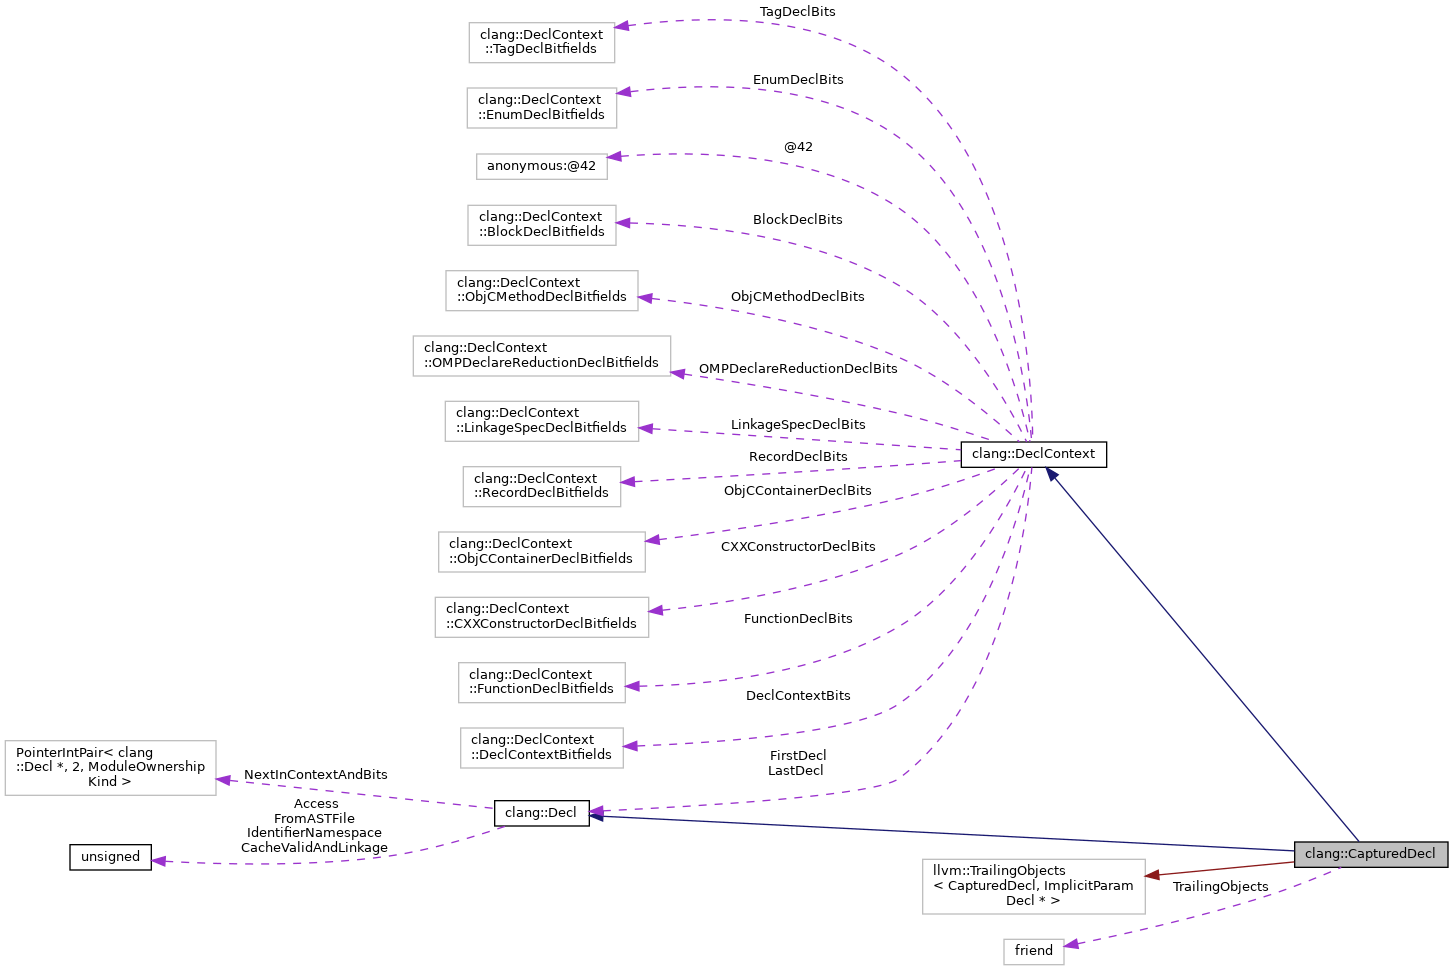 TagDeclBits
clang::DeclContext
::TagDeclBitfields
EnumDeclBits
clang::DeclContext
::EnumDeclBitfields
@42
anonymous:@42
BlockDeclBits
clang::DeclContext
::BlockDeclBitfields
ObjCMethodDeclBits
clang::DeclContext
::ObjCMethodDeclBitfields
OMPDeclareReductionDeclBits
clang::DeclContext
::OMPDeclareReductionDeclBitfields
LinkageSpecDeclBits
clang::DeclContext
::LinkageSpecDeclBitfields
clang::DeclContext
RecordDeclBits
clang::DeclContext
::RecordDeclBitfields
ObjCContainerDeclBits
clang::DeclContext
::ObjCContainerDeclBitfields
CXXConstructorDeclBits
clang::DeclContext
::CXXConstructorDeclBitfields
FunctionDeclBits
clang::DeclContext
::FunctionDeclBitfields
DeclContextBits
clang::DeclContext
::DeclContextBitfields
FirstDecl
LastDecl
PointerIntPair< clang
::Decl *, 2, ModuleOwnership
Kind >
NextInContextAndBits
clang::Decl
Access
FromASTFile
IdentifierNamespace
CacheValidAndLinkage
unsigned
clang::CapturedDecl
llvm::TrailingObjects
< CapturedDecl, ImplicitParam
Decl * >
TrailingObjects
friend